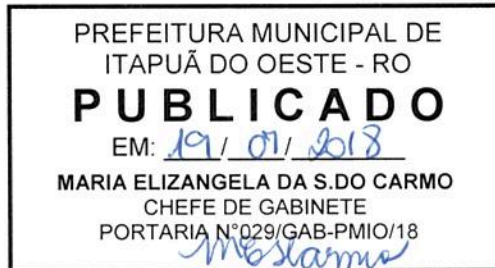 PREFEITURA MUNICIPAL DE
ITAPUÃ DO OESTE - RO
PUBLICADO
EM: 19 / 07 / 2018
MARIA ELIZANGELA DA S.DO CARMO
CHEFE DE GABINETE
PORTARIA N°029/GAB-PMIO/18